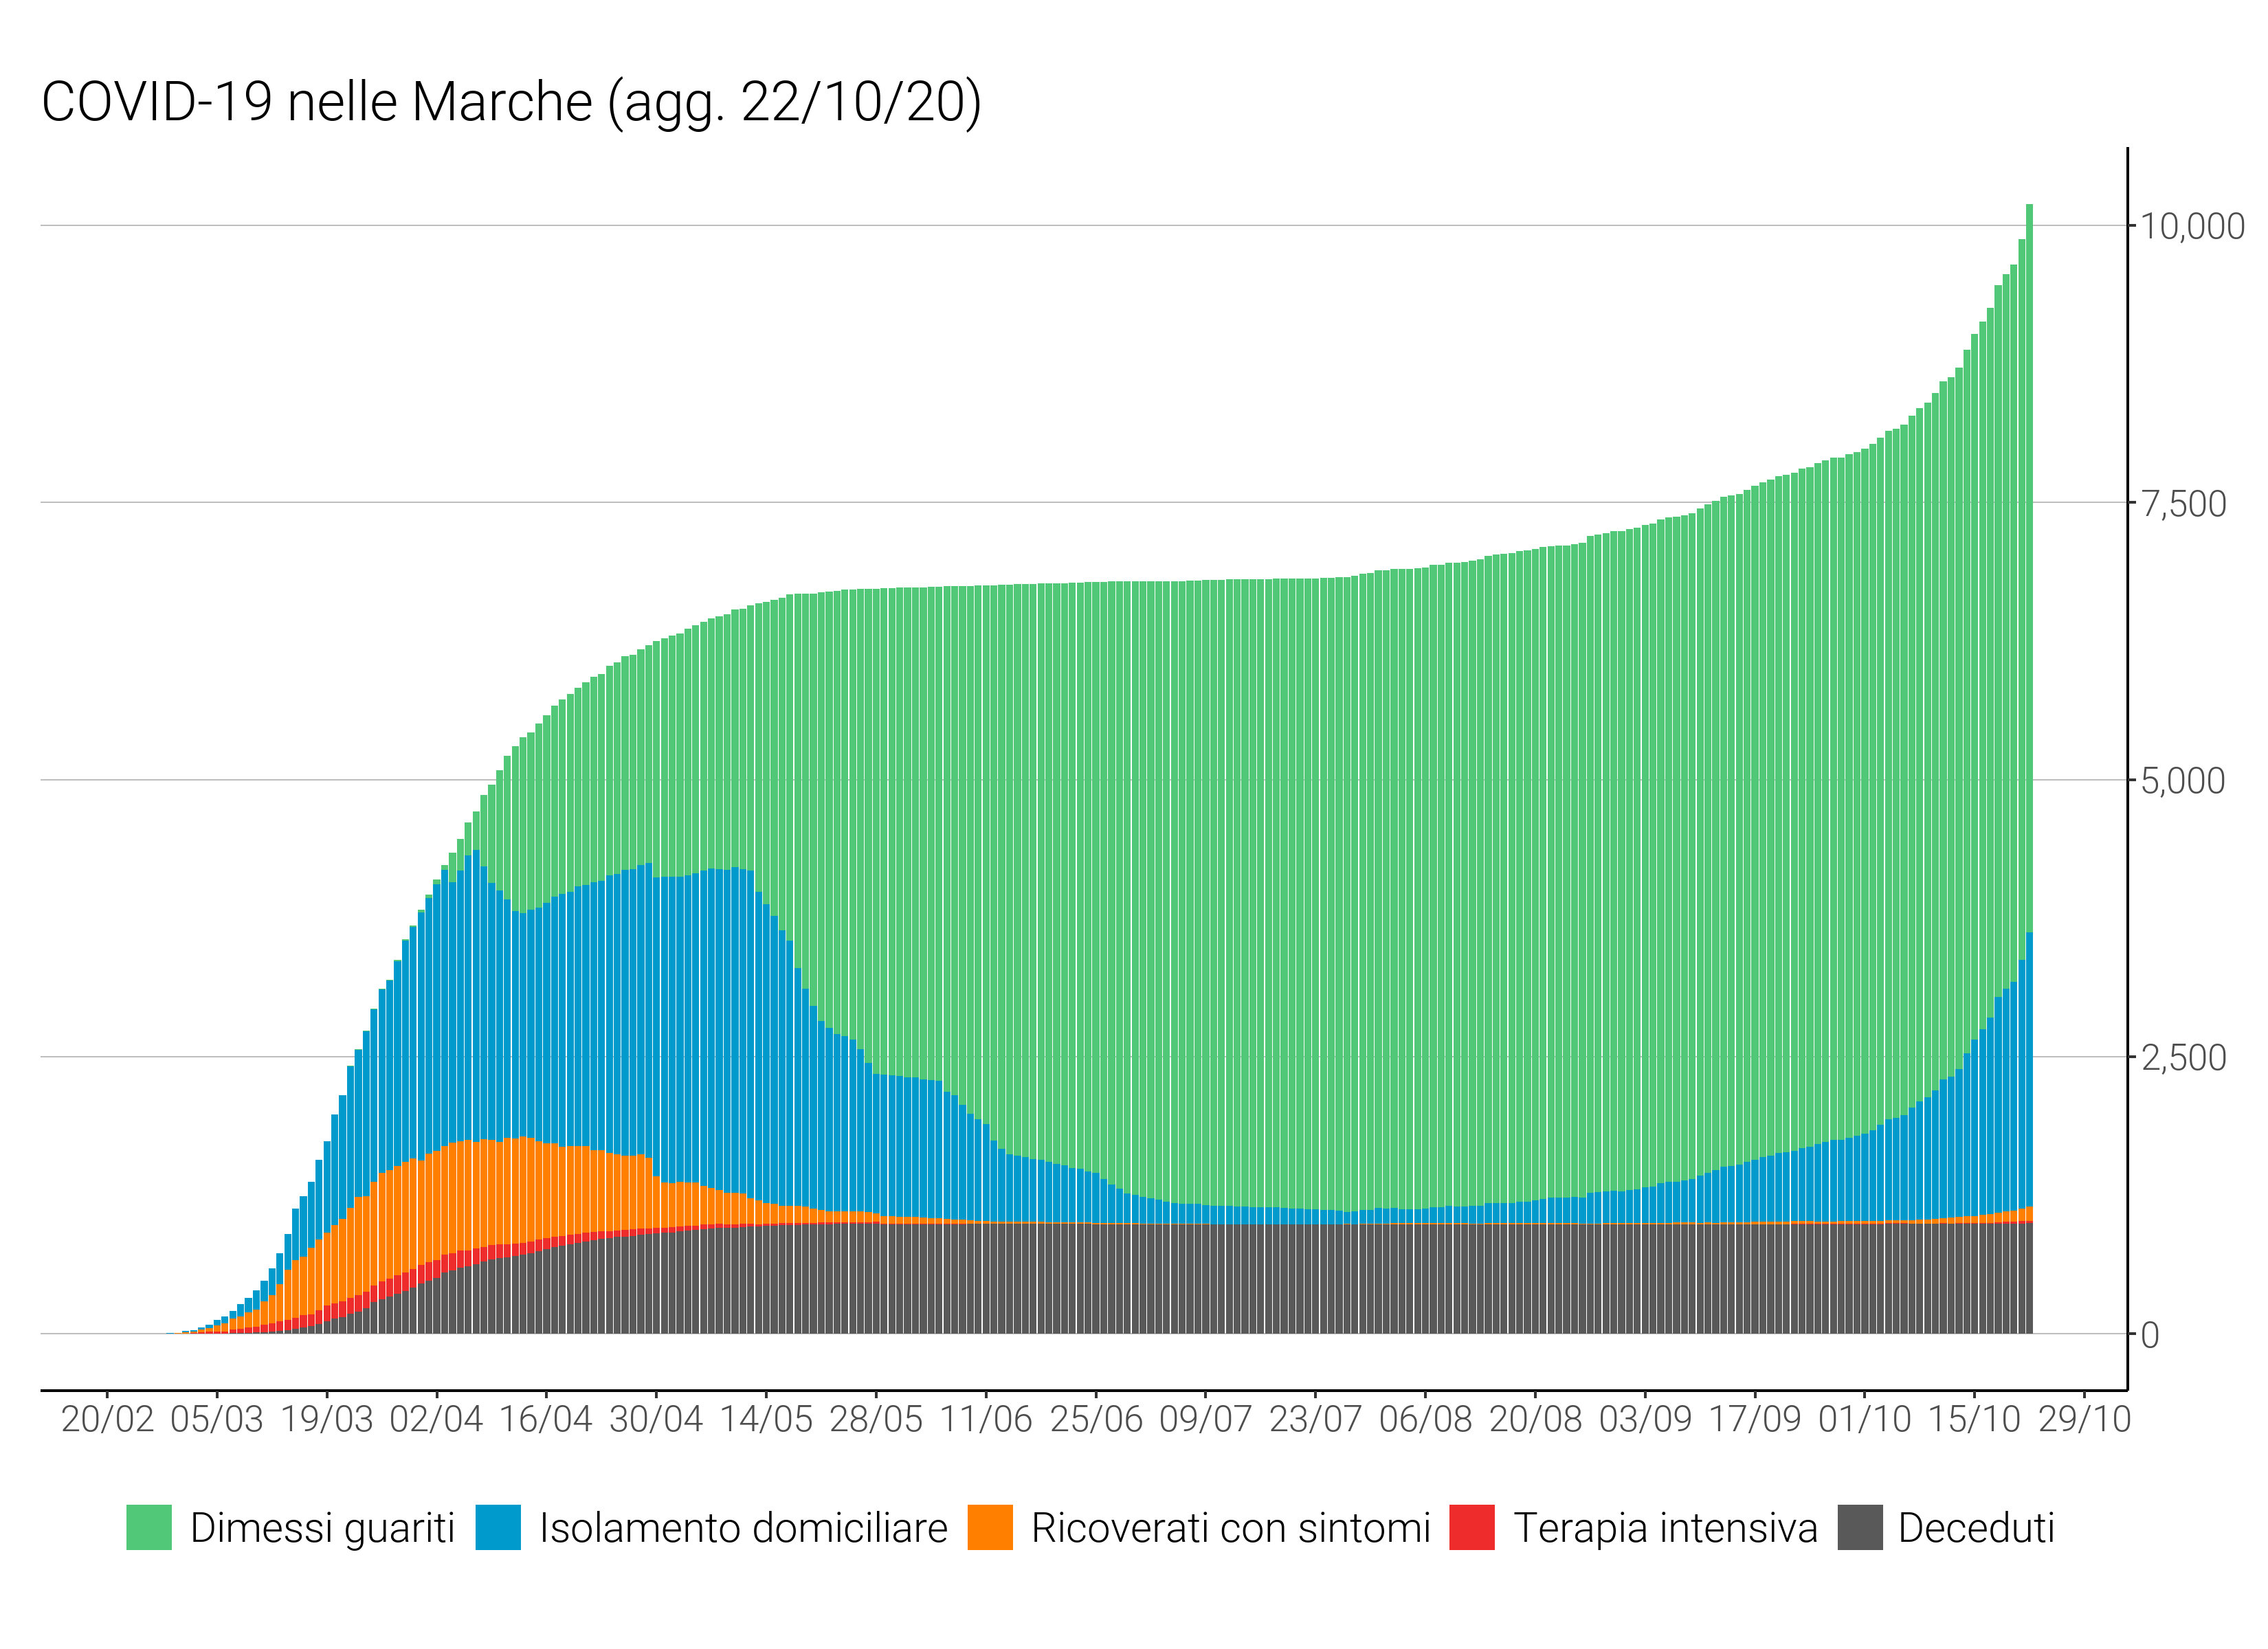 COVID-19 nelle Marche (agg. 22/10/20)
10,000
7,500
5,000
2,500
0
20/02 05/03 19/03 02/04 16/04 30/04 14/05 28/05 11/06 25/06 09/07 23/07 06/08 20/08 03/09 17/09 01/10 15/10 29/10
Dimessi guariti Isolamento domiciliare Ricoverati con sintomi Terapia intensiva Deceduti